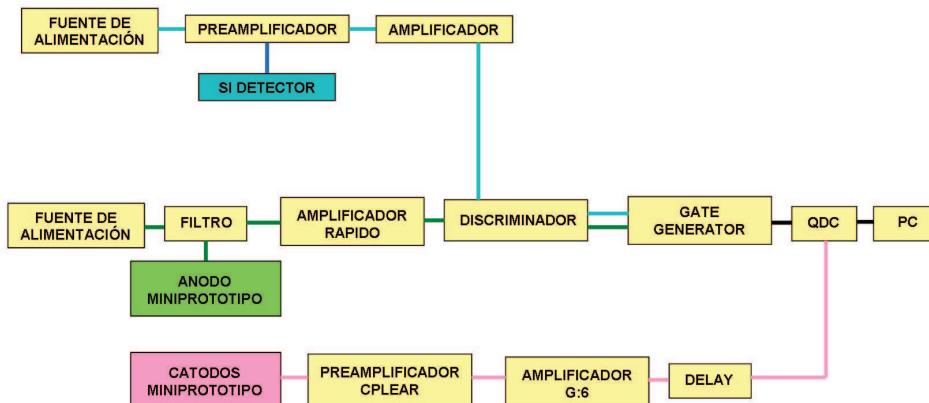 FUENTE DE
ALIMENTACIÓN
PREAMPLIFICADOR
AMPLIFICADOR
SI DETECTOR
FUENTE DE
ALIMENTACIÓN
FILTRO
AMPLIFICADOR
RAPIDO
DISCRIMINADOR
GATE
GENERATOR
QDC
PC
ANODO
MINIPROTOTIPO
CATODOS
MINIPROTOTIPO
PREAMPLIFICADOR
CPLEAR
AMPLIFICADOR
G:6
DELAY